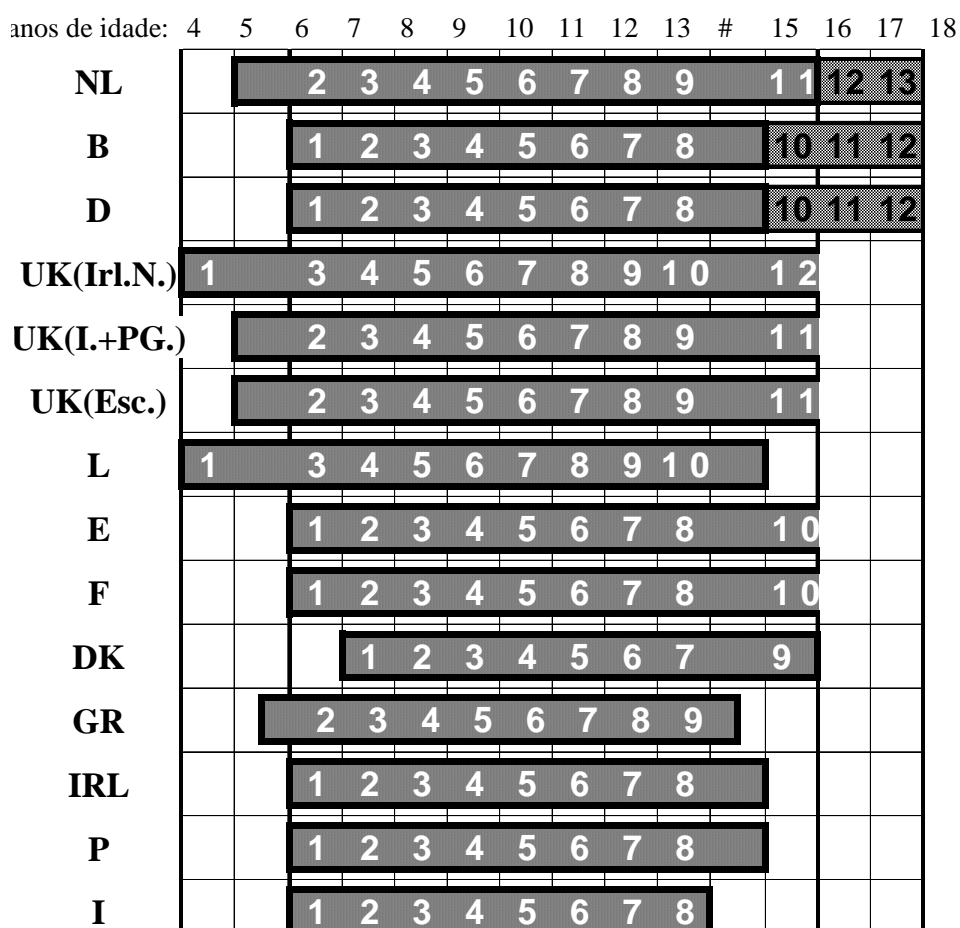 anos de idade: 4 5 6 7 8 9 10 11 12 13 # 15 16 17 18
NL 2 3 4 5 6 7 8 9 11 12 13
B 1 2 3 4 5 6 7 8 10 11 12
D 1 2 3 4 5 6 7 8 10 11 12
UK(Irl.N.) 1 3 4 5 6 7 8 9 10 12
UK(I.+PG.) 2 3 4 5 6 7 8 9 11
UK(Esc.) 2 3 4 5 6 7 8 9 11
L 1 3 4 5 6 7 8 9 10
E 1 2 3 4 5 6 7 8 10
F 1 2 3 4 5 6 7 8 10
DK 1 2 3 4 5 6 7 9
GR 2 3 4 5 6 7 8 9
IRL 1 2 3 4 5 6 7 8
P 1 2 3 4 5 6 7 8
I 1 2 3 4 5 6 7 8